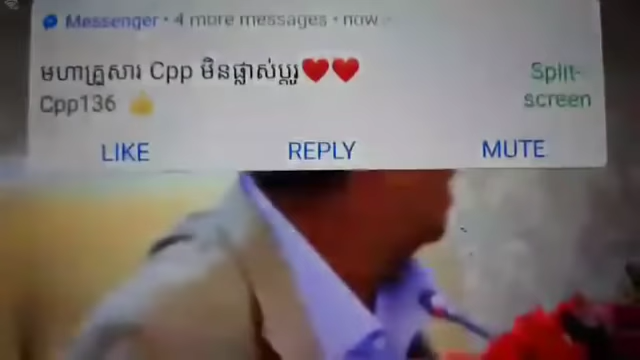 Messenger • 4 more messages • now
មហាគ្រួសារ Cpp មិនផ្លាស់ប្តូរ❤️❤️
Cpp136 👍
Split-
screen
LIKE
REPLY
MUTE